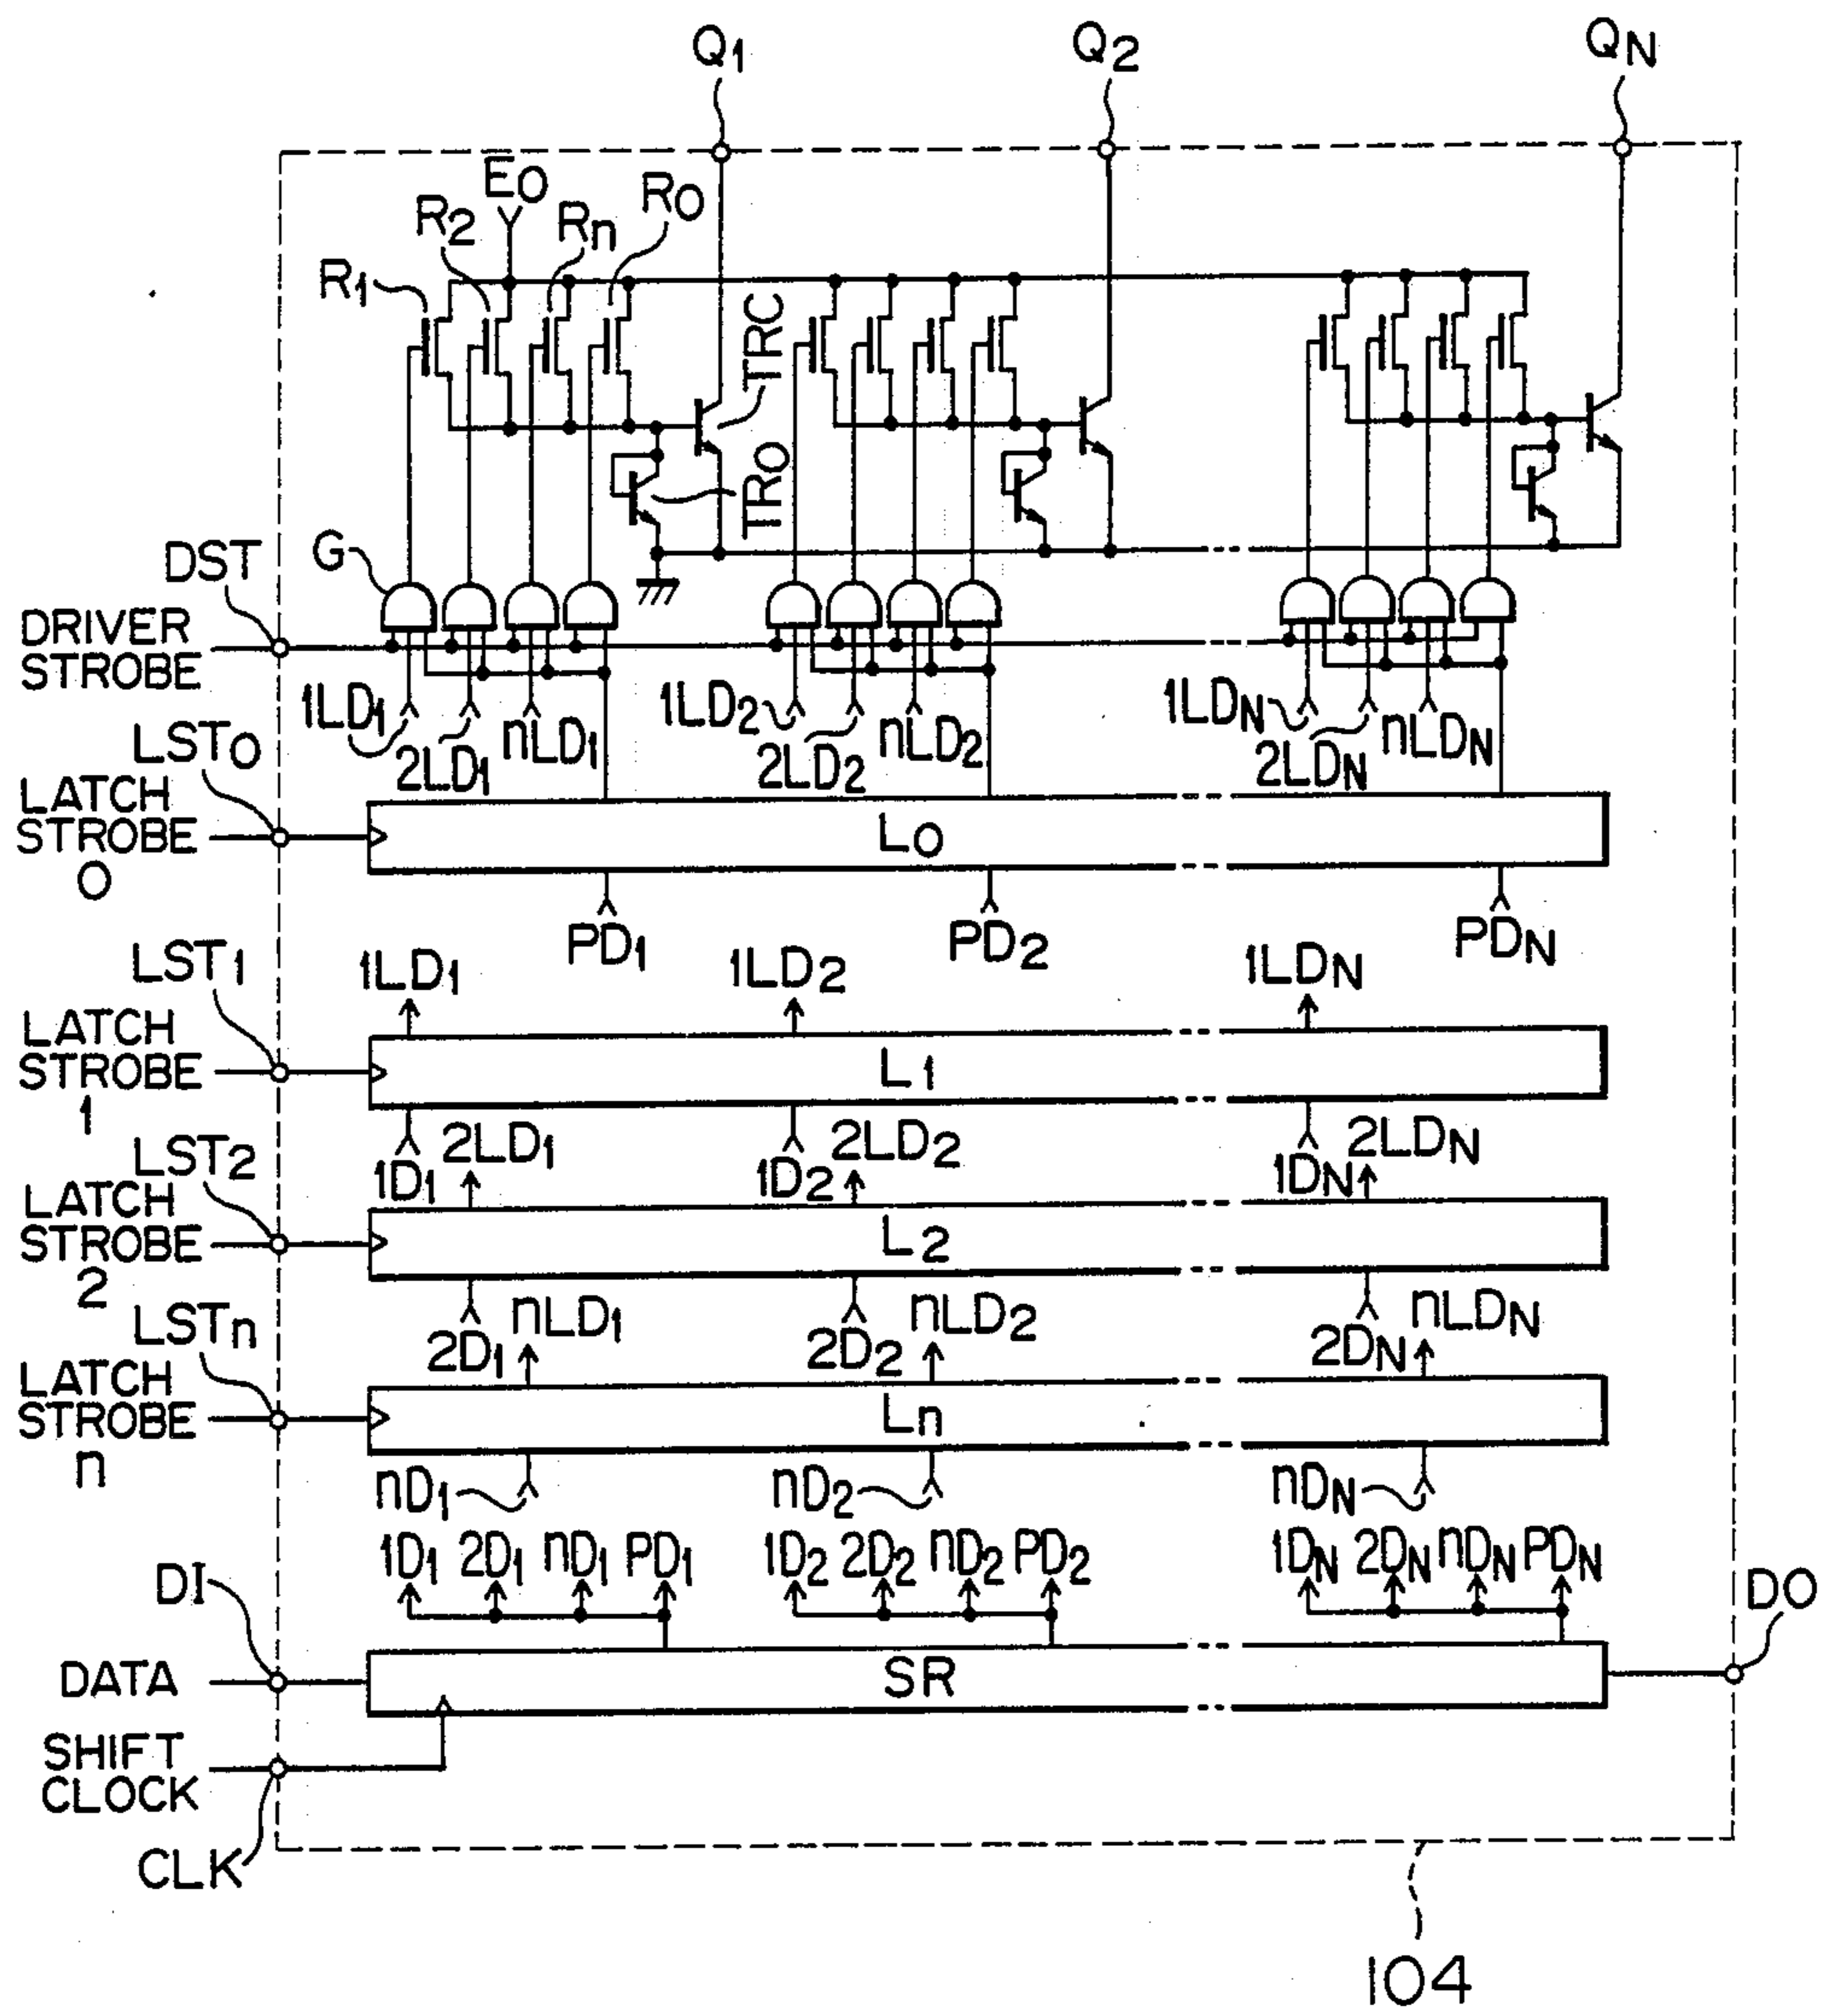 Q1 Q2 QN
E0
R1 R2 Rn R0
TRC
TR0
G
DST
DRIVER
STROBE
1LD1 2LD1 nLD1 1LD2 2LD2 nLD2 1LDN 2LDN nLDN
LST0
LATCH
STROBE
0
L0
PD1 PD2 PDN
LST1
1LD1 1LD2 1LDN
LATCH
STROBE
1
L1
1D1 2LD1 1D2 2LD2 1DN 2LDN
LST2
LATCH
STROBE
2
L2
2D1 nLD1 2D2 nLD2 2DN nLDN
LSTn
LATCH
STROBE
n
Ln
nD1 nD2 nDN
1D1 2D1 nD1 PD1 1D2 2D2 nD2 PD2 1DN 2DN nDN PDN
DI
DO
DATA
SR
SHIFT
CLOCK
CLK
104